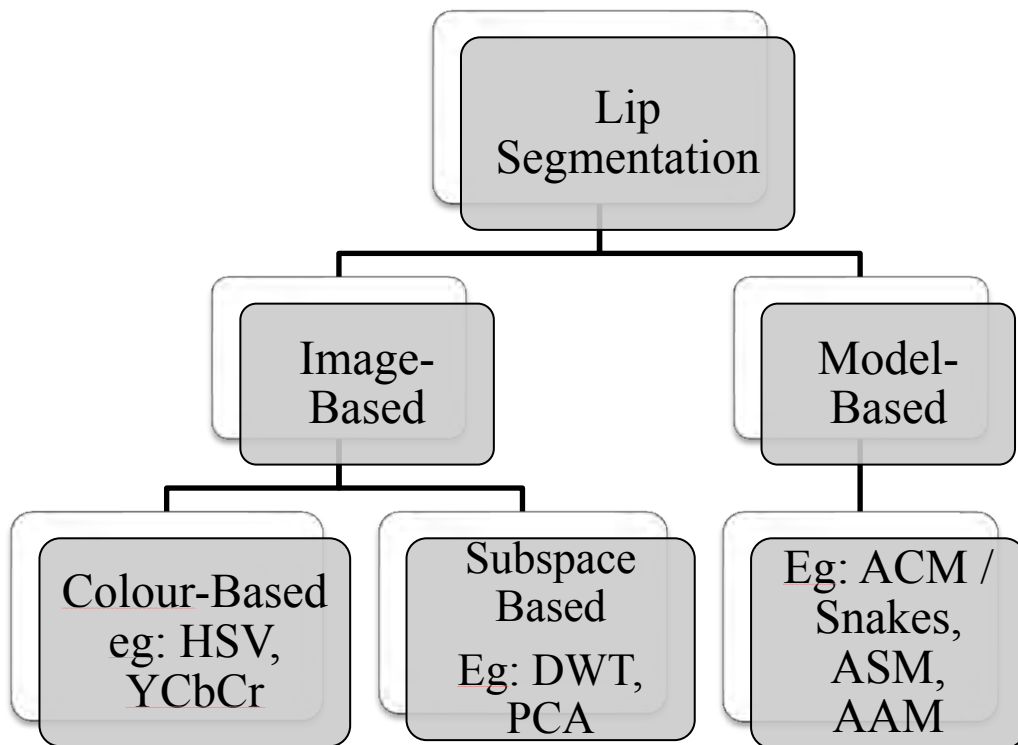 Lip
Segmentation
Image-
Based
Model-
Based
Colour-Based
eg: HSV,
YCbCr
Subspace
Based
Eg: DWT,
PCA
Eg: ACM /
Snakes,
ASM,
AAM